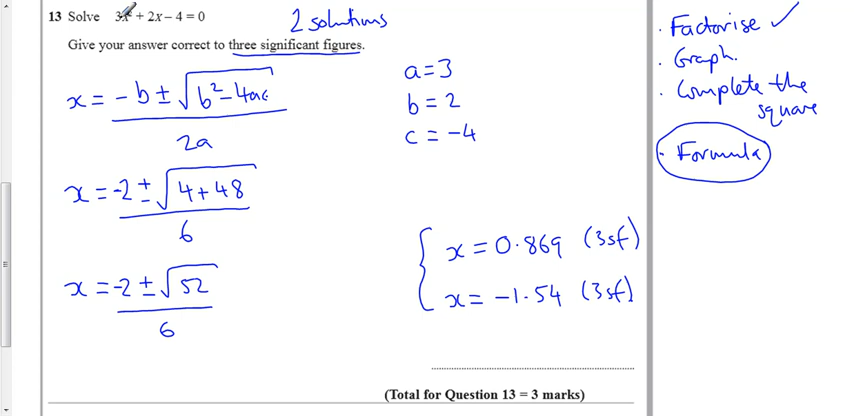 13 Solve 3x² + 2x – 4 = 0
2 solutions
Give your answer correct to three significant figures.
x = -b ± √b² - 4ac
2a
a = 3
b = 2
c = -4
x = -2 ± √4 + 48
6
x = -2 ± √52
6
x = 0.869 (3sf)
x = -1.54 (3sf)
(Total for Question 13 = 3 marks)
· Factorise ✓
· Graph.
· Complete the
square
· Formula